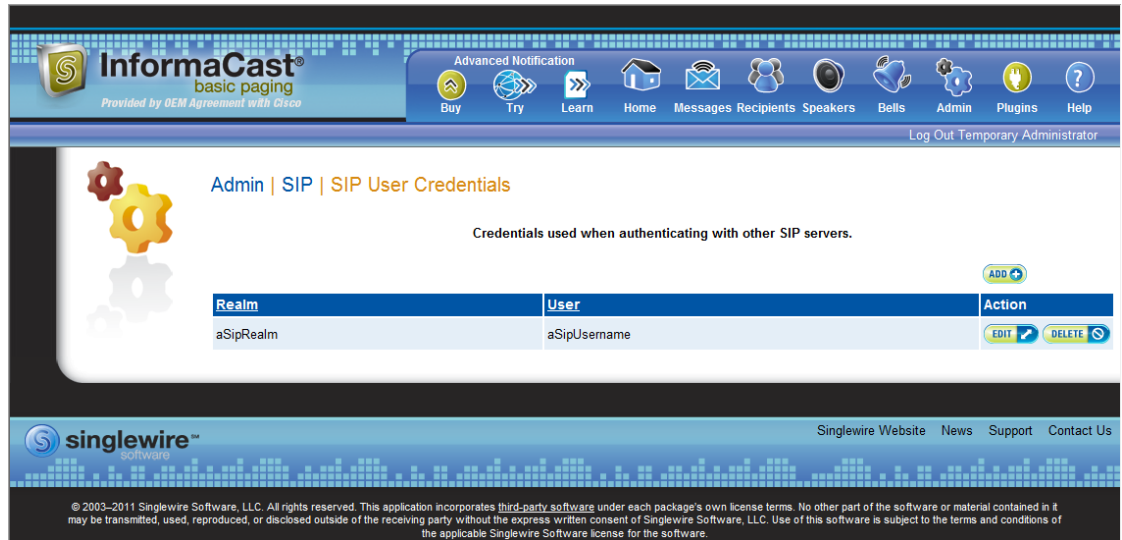 InformaCast®
basic paging
Provided by OEM Agreement with Cisco
Advanced Notification
Buy Try Learn Home Messages Recipients Speakers Bells Admin Plugins Help
Log Out Temporary Administrator
Admin | SIP | SIP User Credentials
Credentials used when authenticating with other SIP servers.
ADD
Realm User Action
aSipRealm aSipUsername EDIT DELETE
singlewire℠
software
Singlewire Website News Support Contact Us
© 2003–2011 Singlewire Software, LLC. All rights reserved. This application incorporates third-party software under each package's own license terms. No other part of the software or material contained in it
may be transmitted, used, reproduced, or disclosed outside of the receiving party without the express written consent of Singlewire Software, LLC. Use of this software is subject to the terms and conditions of
the applicable Singlewire Software license for the software.